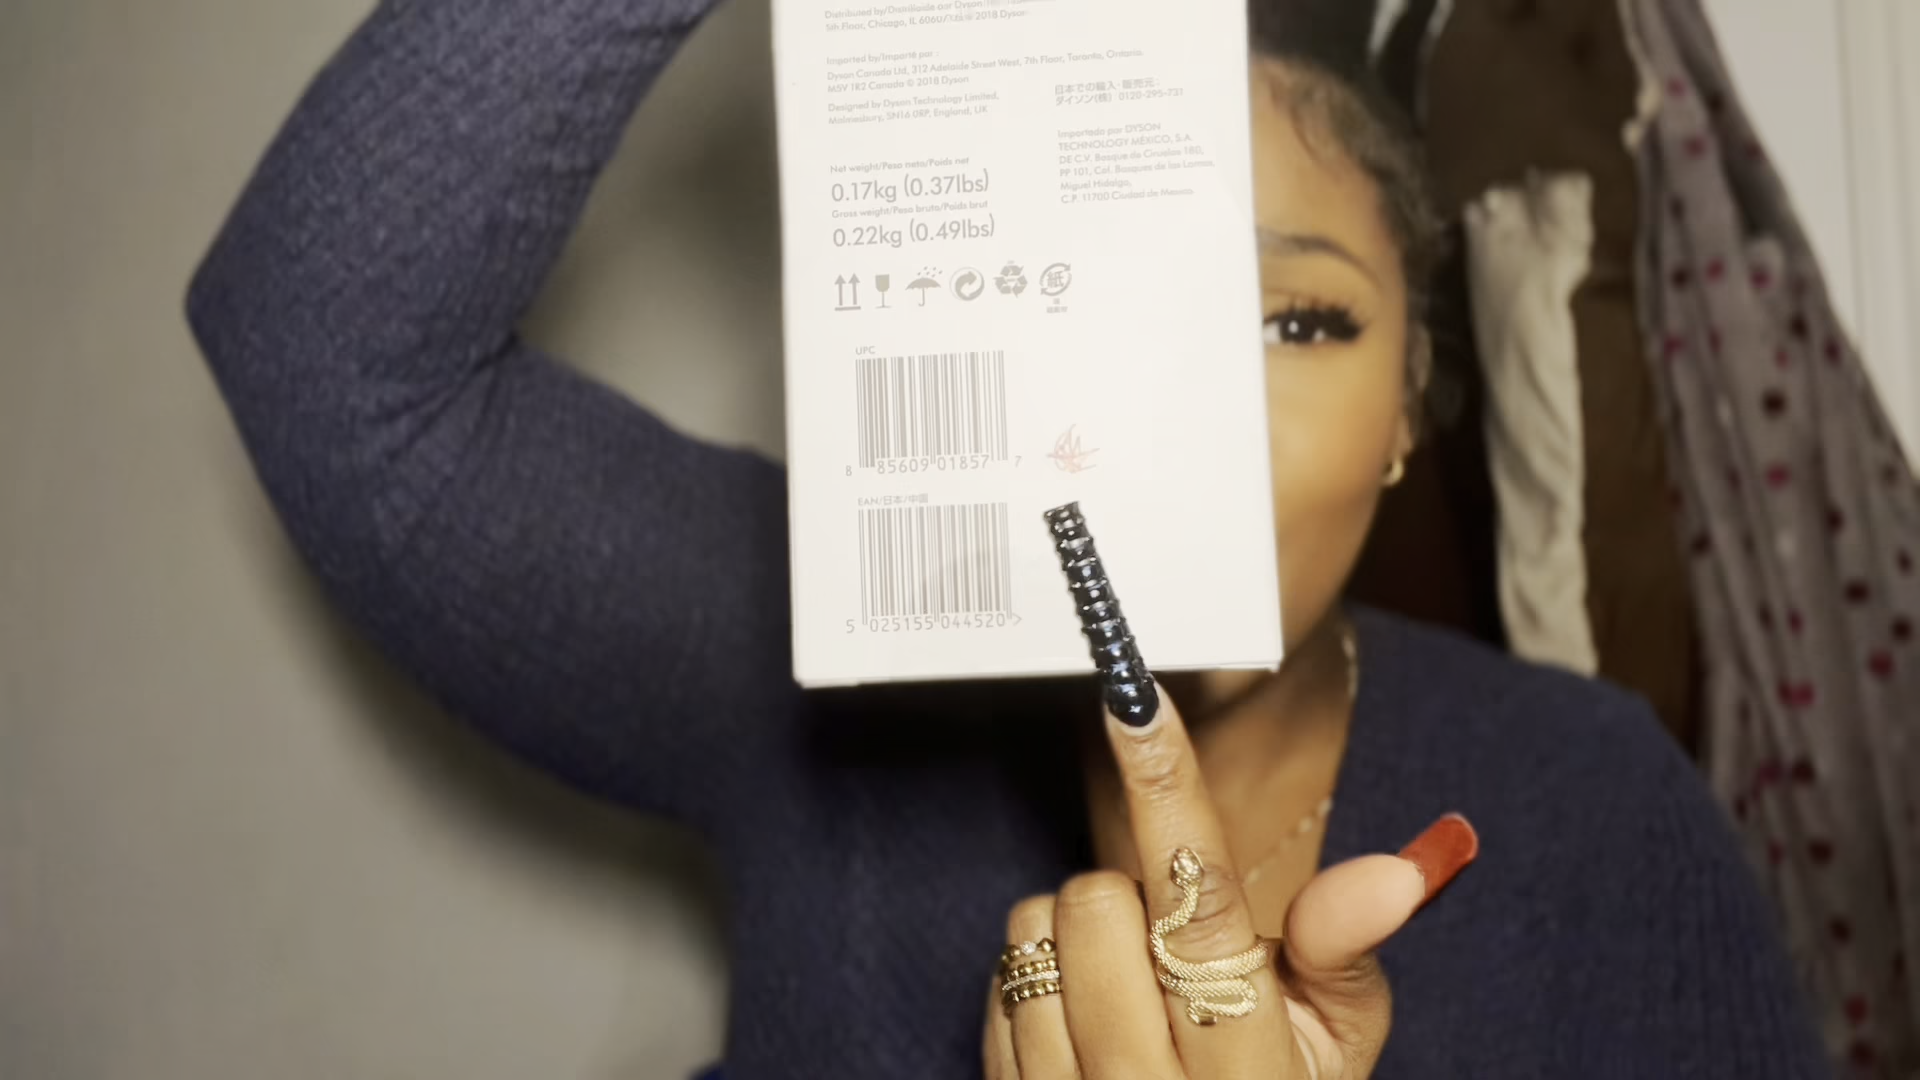 Distributed by/Distribuido por Dyson
5th Floor, Chicago, IL 6060 © 2018 Dyson
Imported by/Importé par :
Dyson Canada Ltd, 312 Adelaide Street West, 7th Floor, Toronto, Ontario.
M5V 1R2 Canada © 2018 Dyson
Designed by Dyson Technology Limited,
Malmesbury, SN16 0RP, England, UK
日本での輸入・販売元：
ダイソン(株) 0120-295-731
Importado por DYSON
TECHNOLOGY MÉXICO, S.A.
DE C.V. Bosque de Ciruelos 180,
PP 101, Col. Bosques de las Lomas,
Miguel Hidalgo,
C.P. 11700 Ciudad de Mexico.
Net weight/Peso neto/Poids net
0.17kg (0.37lbs)
Gross weight/Peso bruto/Poids brut
0.22kg (0.49lbs)
紙
UPC
8 85609 01857 7
EAN/日本/中国
5 025155 044520 >